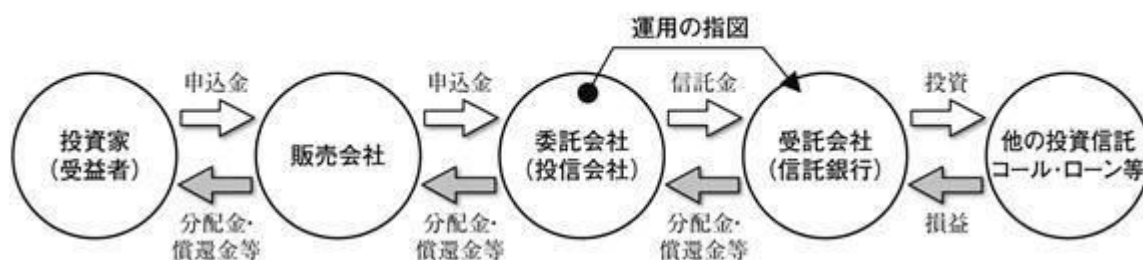 運用の指図
申込金
申込金
信託金
投資
投資家
(受益者)
販売会社
委託会社
(投信会社)
受託会社
(信託銀行)
他の投資信託
コール・ローン等
分配金・
償還金等
分配金・
償還金等
分配金・
償還金等
損益